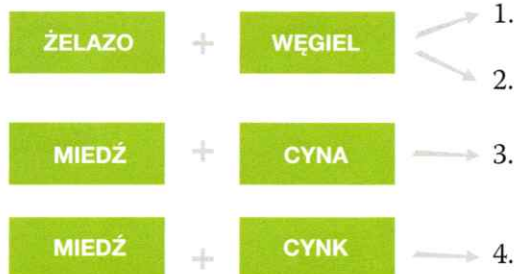 ŻELAZO + WĘGIEL 1.
2.
MIEDŹ + CYNA 3.
MIEDŹ + CYNK 4.